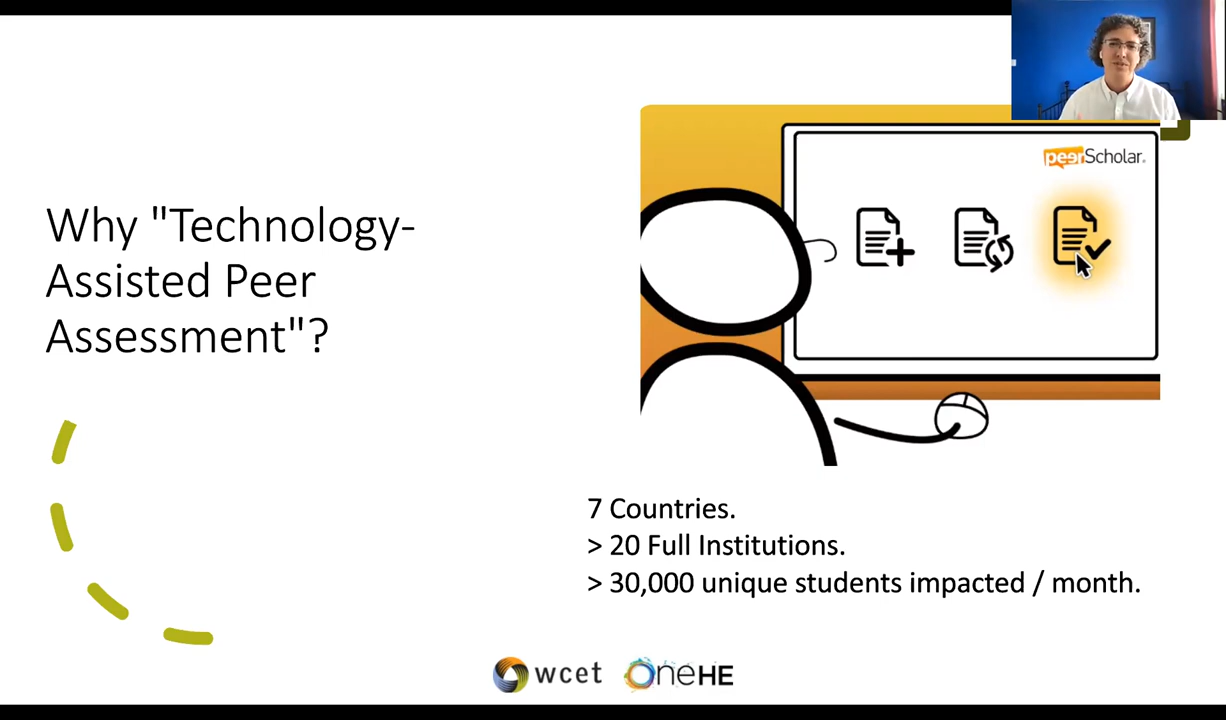 Why "Technology-
Assisted Peer
Assessment"?
peerScholar®
7 Countries.
> 20 Full Institutions.
> 30,000 unique students impacted / month.
wcet
OneHE